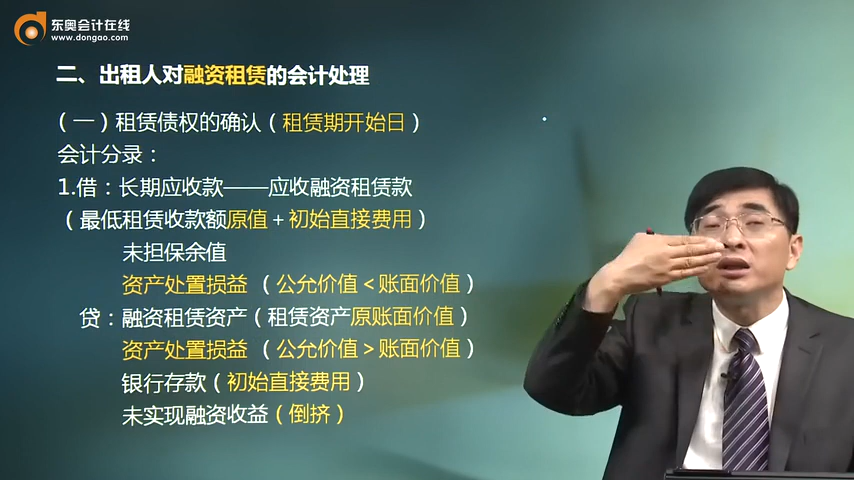 东奥会计在线
www.dongao.com
二、出租人对融资租赁的会计处理
(一)租赁债权的确认(租赁期开始日)
会计分录:
1.借:长期应收款——应收融资租赁款
(最低租赁收款额原值+初始直接费用)
未担保余值
资产处置损益 (公允价值<账面价值)
贷:融资租赁资产(租赁资产原账面价值)
资产处置损益 (公允价值>账面价值)
银行存款(初始直接费用)
未实现融资收益(倒挤)